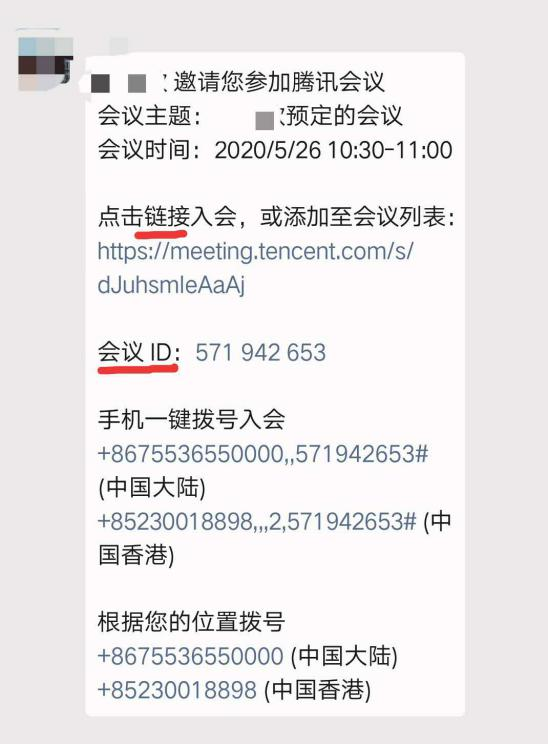 邀请您参加腾讯会议
会议主题：预定的会议
会议时间：2020/5/26 10:30-11:00
点击链接入会，或添加至会议列表：
https://meeting.tencent.com/s/
dJuhsmleAaAj
会议 ID：571 942 653
手机一键拨号入会
+8675536550000,,571942653#
(中国大陆)
+85230018898,,,2,571942653# (中
国香港)
根据您的位置拨号
+8675536550000 (中国大陆)
+85230018898 (中国香港)